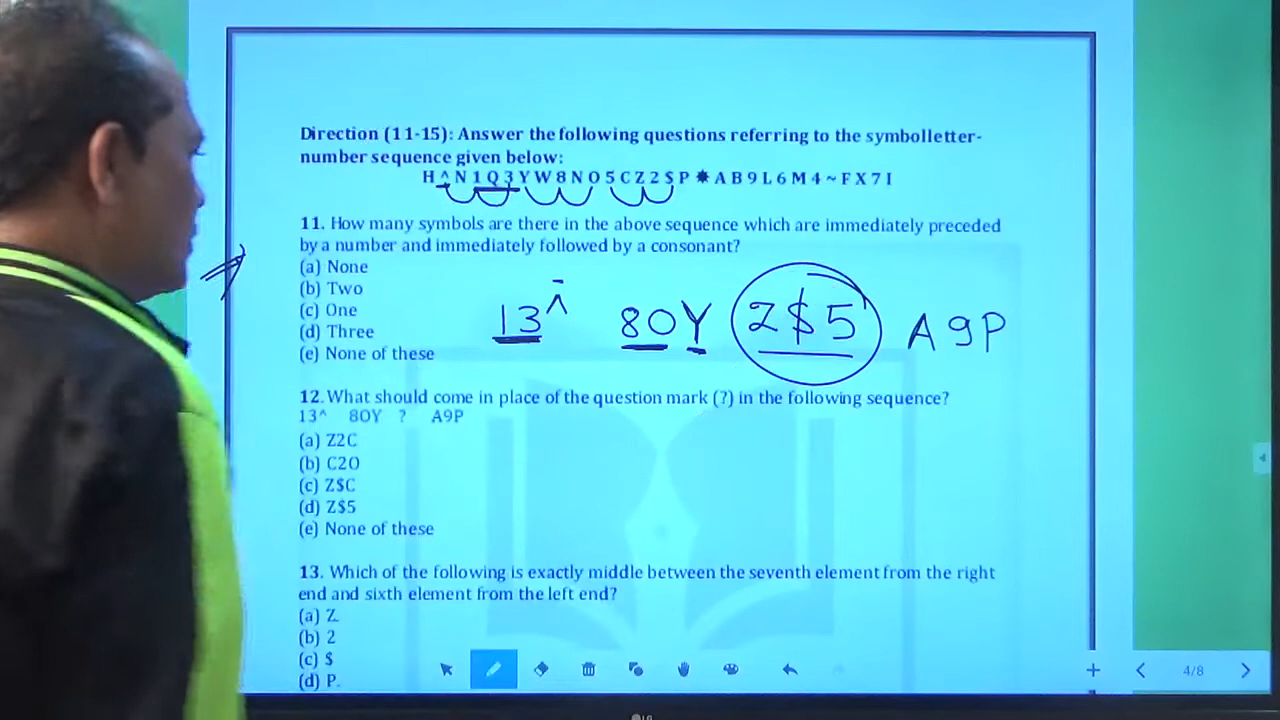 Direction (11-15): Answer the following questions referring to the symbolletter-
number sequence given below:
H ^ N 1 Q 3 Y W 8 N O 5 C Z 2 $ P ✸ A B 9 L 6 M 4 ~ F X 7 I
11. How many symbols are there in the above sequence which are immediately preceded
by a number and immediately followed by a consonant?
(a) None
(b) Two
(c) One
(d) Three
(e) None of these
13^ 80Y Z$5 A9P
12. What should come in place of the question mark (?) in the following sequence?
13^ 8OY ? A9P
(a) Z2C
(b) C2O
(c) Z$C
(d) Z$5
(e) None of these
13. Which of the following is exactly middle between the seventh element from the right
end and sixth element from the left end?
(a) Z
(b) 2
(c) $
(d) P
4/8
LG